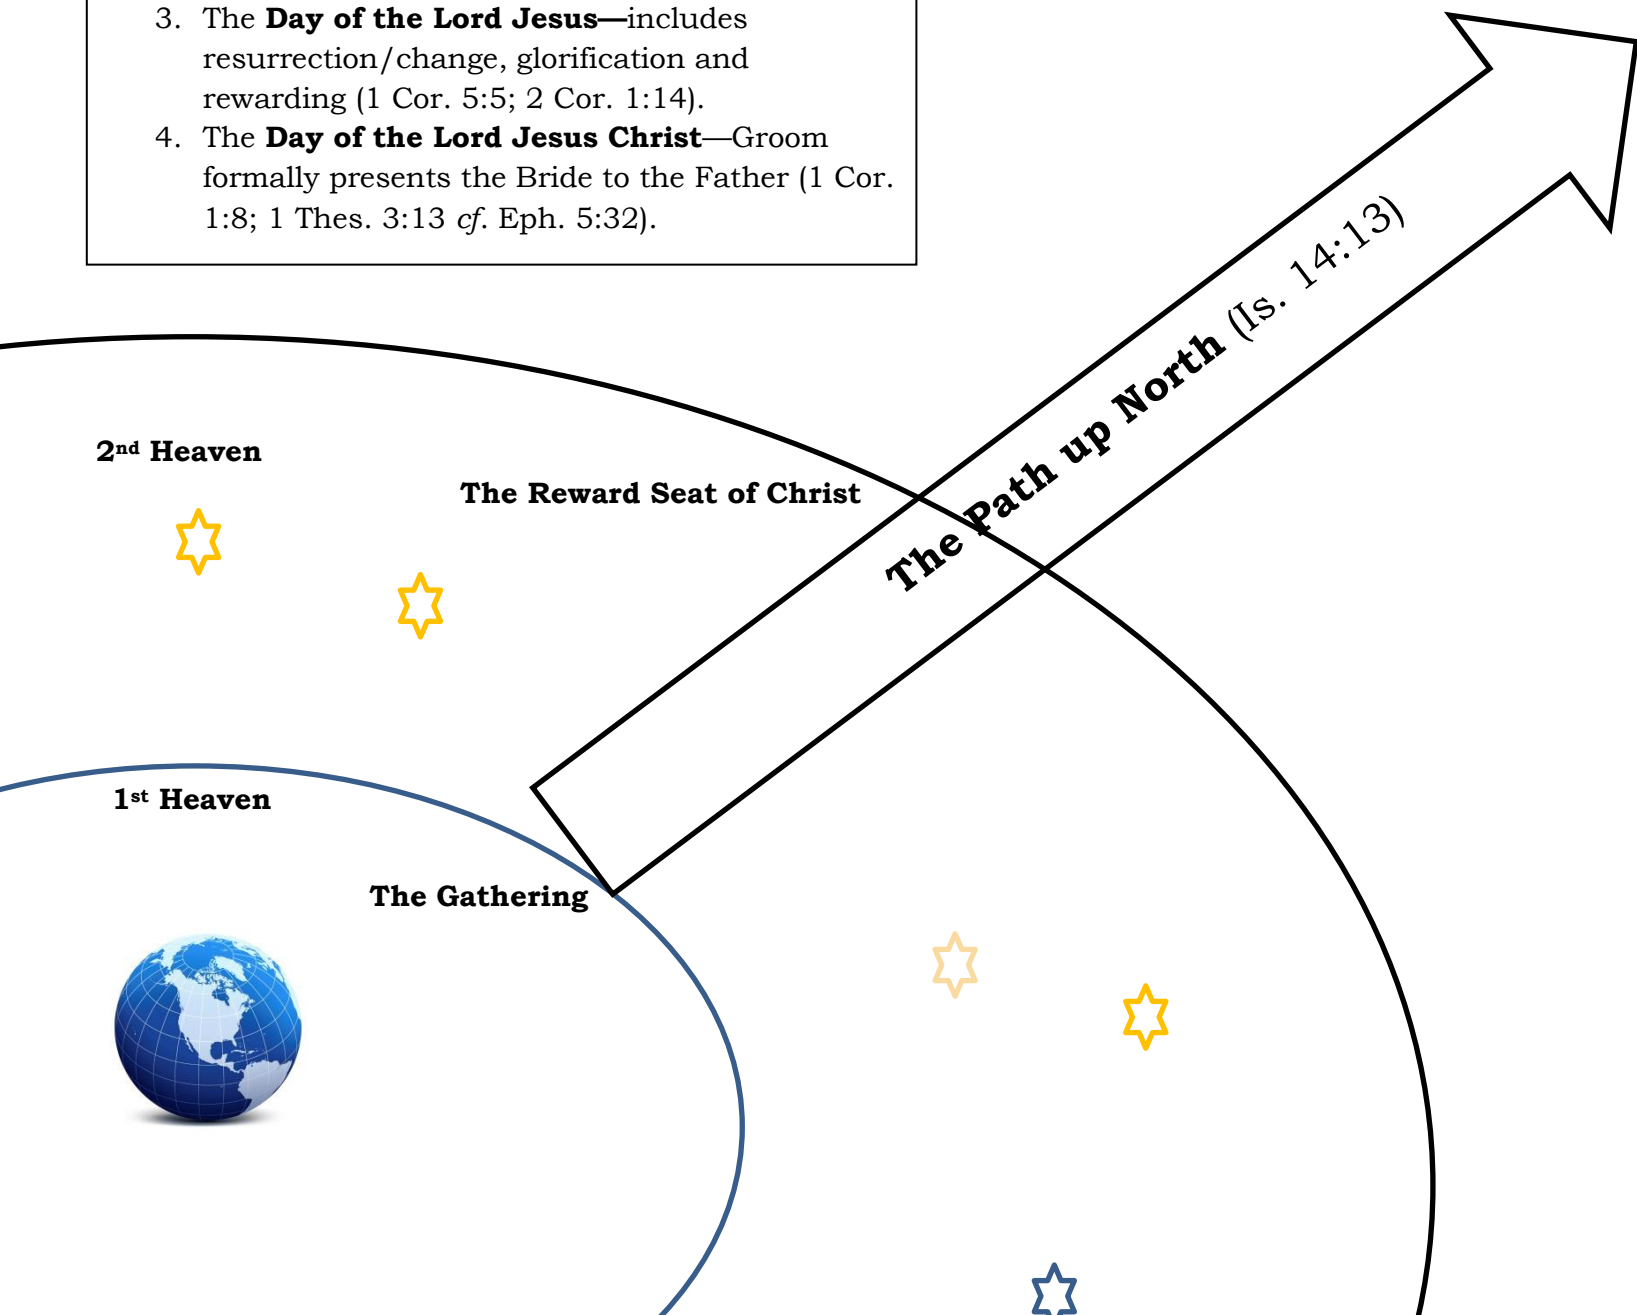 3. The Day of the Lord Jesus—includes
resurrection/change, glorification and
rewarding (1 Cor. 5:5; 2 Cor. 1:14).
4. The Day of the Lord Jesus Christ—Groom
formally presents the Bride to the Father (1 Cor.
1:8; 1 Thes. 3:13 cf. Eph. 5:32).
The Path up North (Is. 14:13)
2nd Heaven
The Reward Seat of Christ
1st Heaven
The Gathering